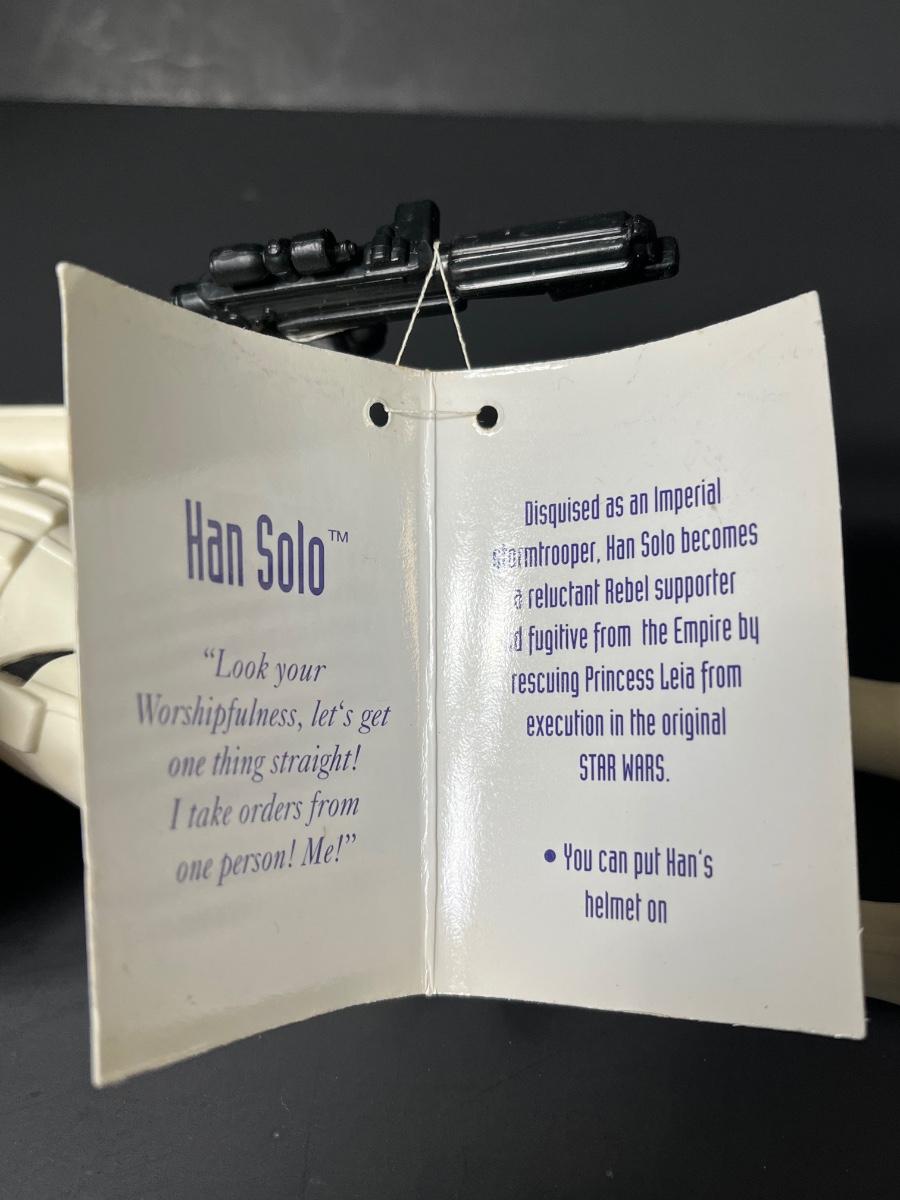 Han Solo™
“Look your
Worshipfulness, let‘s get
one thing straight!
I take orders from
one person! Me!”
Disquised as an Imperial
stormtrooper, Han Solo becomes
a reluctant Rebel supporter
fugitive from the Empire by
rescuing Princess Leia from
execution in the original
STAR WARS.
• You can put Han‘s
helmet on